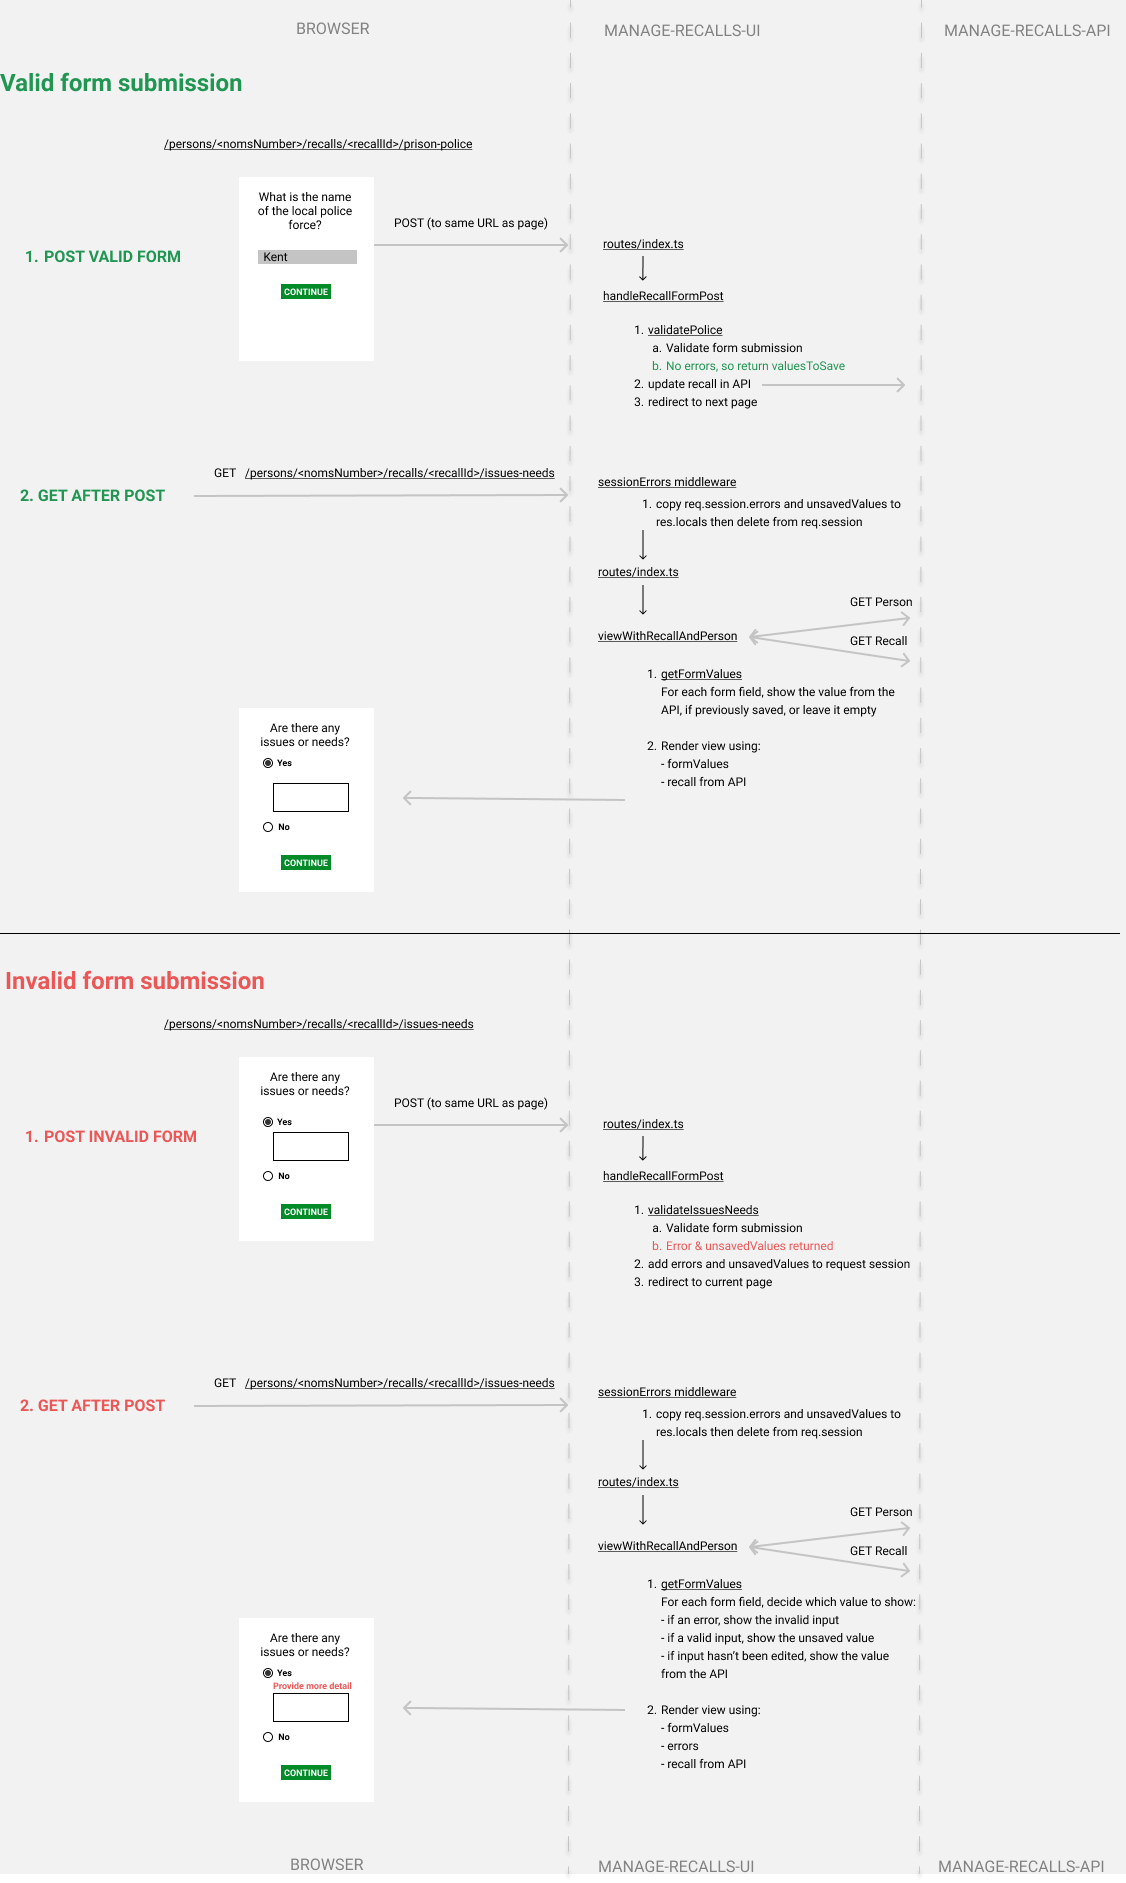 BROWSER
MANAGE-RECALLS-UI
MANAGE-RECALLS-API
Valid form submission
/persons/<nomsNumber>/recalls/<recallId>/prison-police
What is the name
of the local police
force?
POST (to same URL as page)
1. POST VALID FORM
Kent
CONTINUE
routes/index.ts
handleRecallFormPost
1. validatePolice
a. Validate form submission
b. No errors, so return valuesToSave
2. update recall in API
3. redirect to next page
2. GET AFTER POST
GET /persons/<nomsNumber>/recalls/<recallId>/issues-needs
sessionErrors middleware
1. copy req.session.errors and unsavedValues to
res.locals then delete from req.session
routes/index.ts
GET Person
viewWithRecallAndPerson
GET Recall
1. getFormValues
For each form field, show the value from the
API, if previously saved, or leave it empty
2. Render view using:
- formValues
- recall from API
Are there any
issues or needs?
Yes
No
CONTINUE
Invalid form submission
/persons/<nomsNumber>/recalls/<recallId>/issues-needs
Are there any
issues or needs?
Yes
No
CONTINUE
POST (to same URL as page)
1. POST INVALID FORM
routes/index.ts
handleRecallFormPost
1. validateIssuesNeeds
a. Validate form submission
b. Error & unsavedValues returned
2. add errors and unsavedValues to request session
3. redirect to current page
2. GET AFTER POST
GET /persons/<nomsNumber>/recalls/<recallId>/issues-needs
sessionErrors middleware
1. copy req.session.errors and unsavedValues to
res.locals then delete from req.session
routes/index.ts
GET Person
viewWithRecallAndPerson
GET Recall
1. getFormValues
For each form field, decide which value to show:
- if an error, show the invalid input
- if a valid input, show the unsaved value
- if input hasn't been edited, show the value
from the API
2. Render view using:
- formValues
- errors
- recall from API
Are there any
issues or needs?
Yes
Provide more detail
No
CONTINUE
BROWSER
MANAGE-RECALLS-UI
MANAGE-RECALLS-API